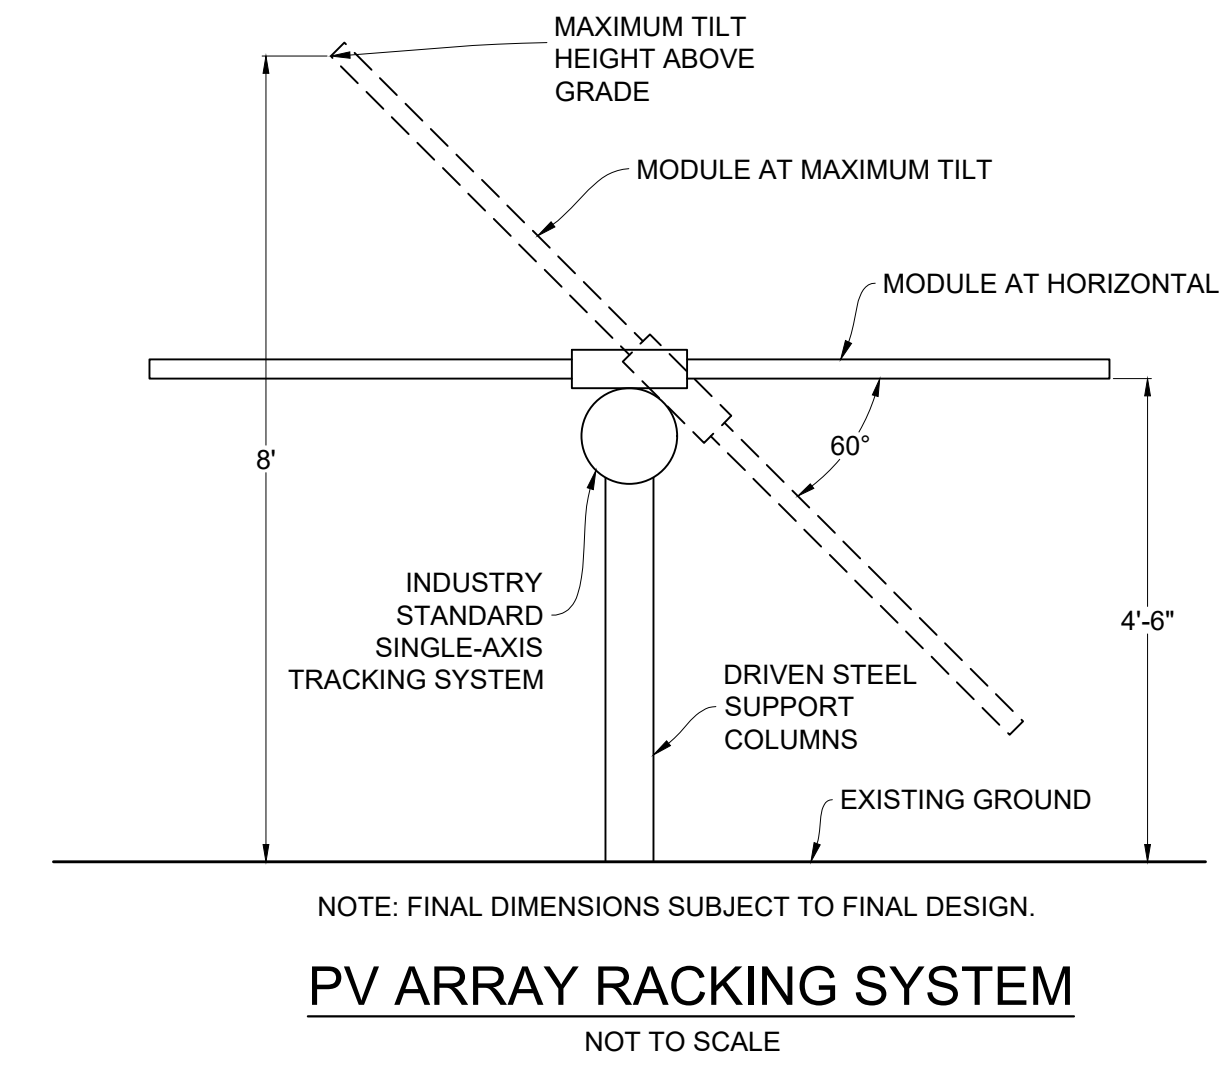 MAXIMUM TILT
HEIGHT ABOVE
GRADE
MODULE AT MAXIMUM TILT
MODULE AT HORIZONTAL
60°
8'
INDUSTRY
STANDARD
SINGLE-AXIS
TRACKING SYSTEM
4'-6"
DRIVEN STEEL
SUPPORT
COLUMNS
EXISTING GROUND
NOTE: FINAL DIMENSIONS SUBJECT TO FINAL DESIGN.
PV ARRAY RACKING SYSTEM
NOT TO SCALE